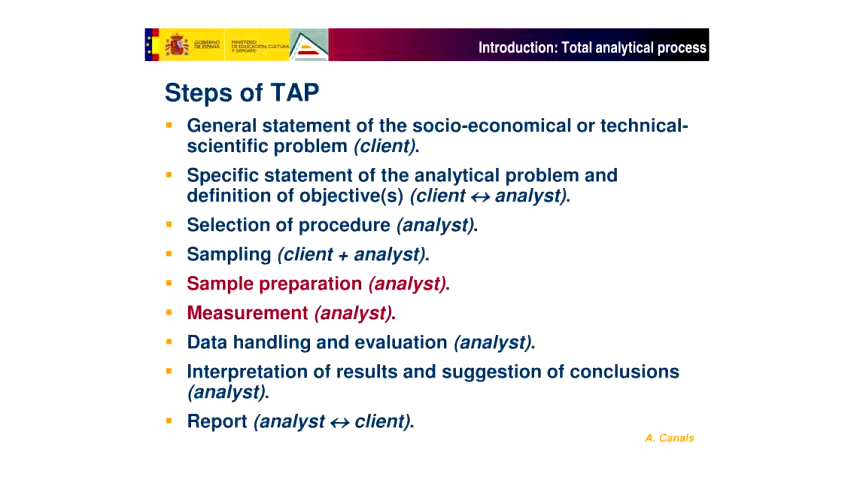 GOBIERNO
DE ESPAÑA
MINISTERIO
DE EDUCACIÓN, CULTURA
Y DEPORTE
Introduction: Total analytical process
Steps of TAP
▪ General statement of the socio-economical or technical-
scientific problem (client).
▪ Specific statement of the analytical problem and
definition of objective(s) (client ↔ analyst).
▪ Selection of procedure (analyst).
▪ Sampling (client + analyst).
▪ Sample preparation (analyst).
▪ Measurement (analyst).
▪ Data handling and evaluation (analyst).
▪ Interpretation of results and suggestion of conclusions
(analyst).
▪ Report (analyst ↔ client).
A. Canals